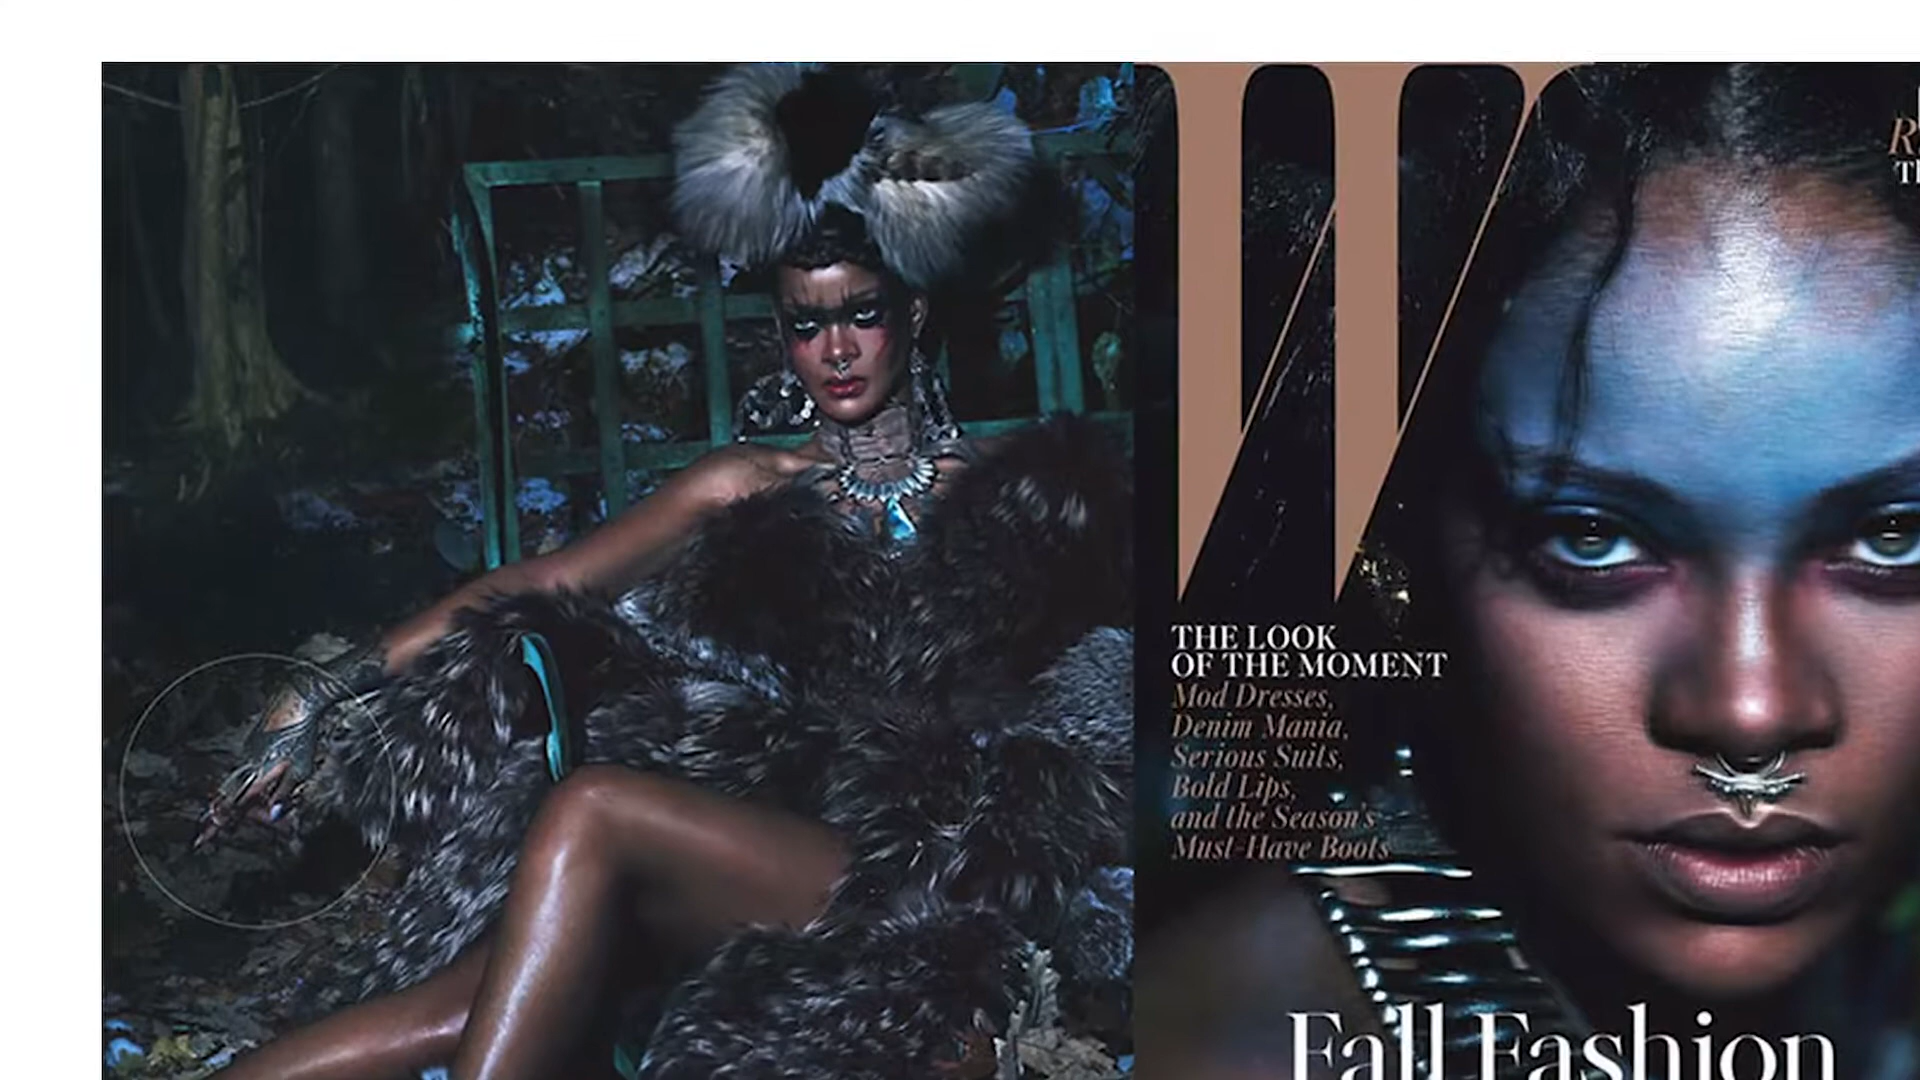 W
THE LOOK
OF THE MOMENT
Mod Dresses,
Denim Mania,
Serious Suits,
Bold Lips,
and the Season's
Must-Have Boots
Fall Fashion